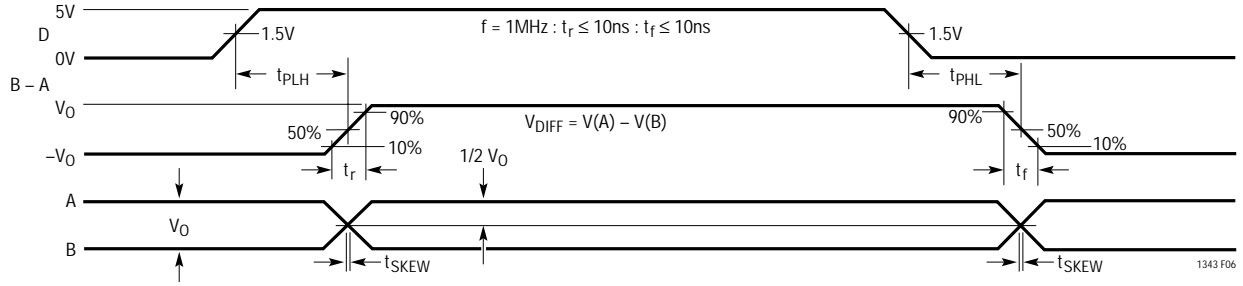 5V
D
1.5V
f = 1MHz : tr ≤ 10ns : tf ≤ 10ns
1.5V
0V
tPLH
tPHL
B – A
VO
90%
VDIFF = V(A) – V(B)
90%
50%
50%
10%
10%
–VO
tr
1/2 VO
tf
A
VO
B
tSKEW
tSKEW
1343 F06